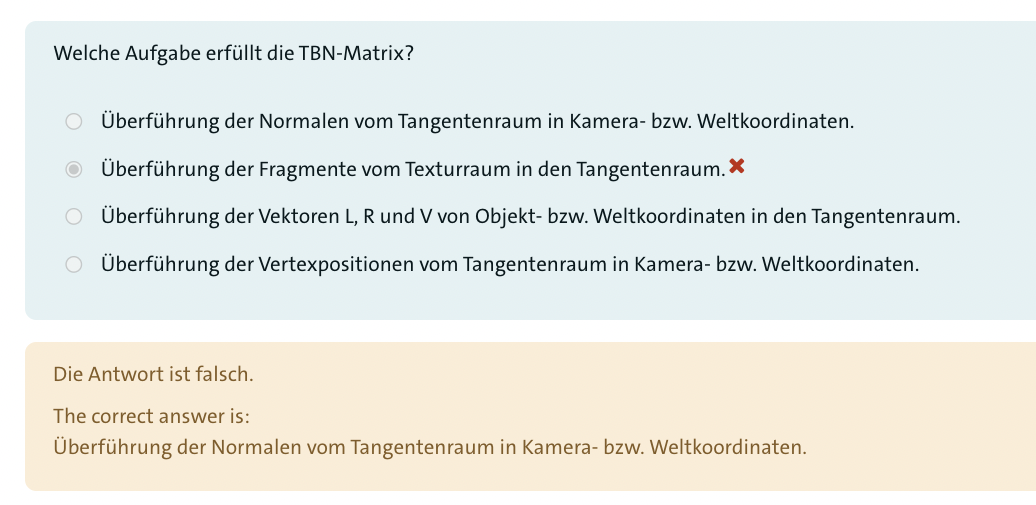 Welche Aufgabe erfüllt die TBN-Matrix?
Überführung der Normalen vom Tangentenraum in Kamera- bzw. Weltkoordinaten.
Überführung der Fragmente vom Texturraum in den Tangentenraum.
Überführung der Vektoren L, R und V von Objekt- bzw. Weltkoordinaten in den Tangentenraum.
Überführung der Vertexpositionen vom Tangentenraum in Kamera- bzw. Weltkoordinaten.
Die Antwort ist falsch.
The correct answer is:
Überführung der Normalen vom Tangentenraum in Kamera- bzw. Weltkoordinaten.